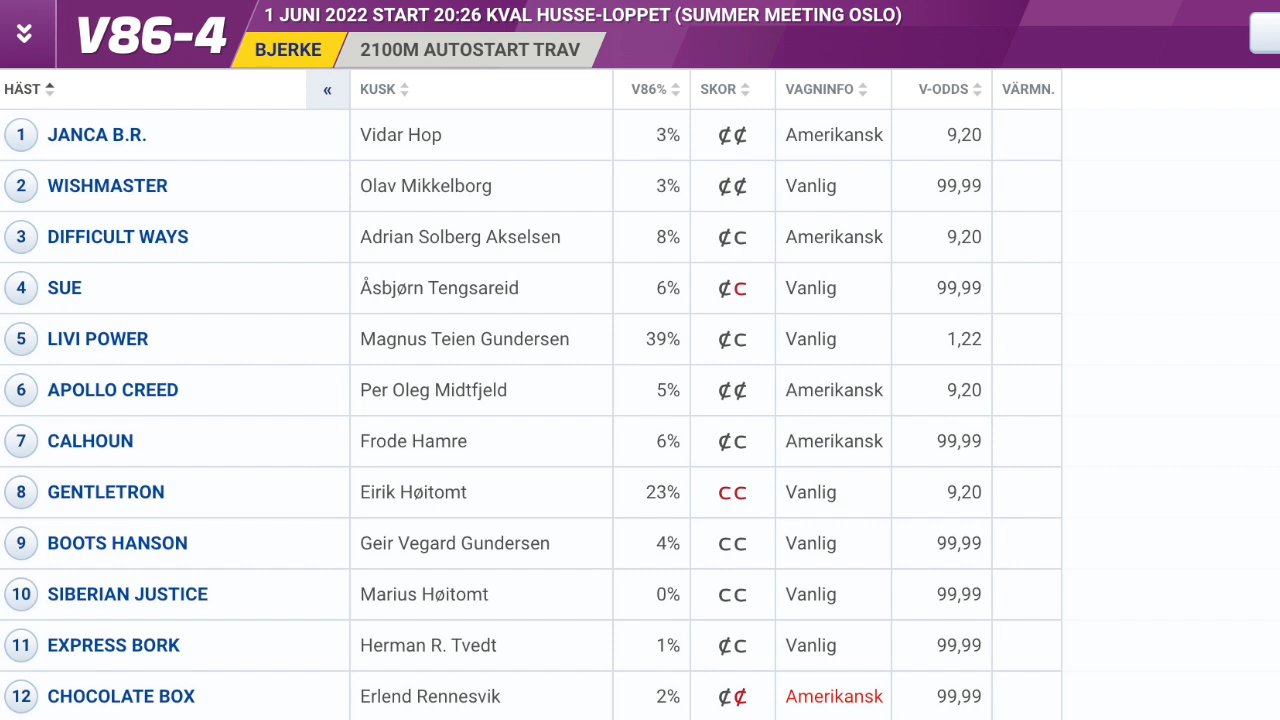 1 JUNI 2022 START 20:26 KVAL HUSSE-LOPPET (SUMMER MEETING OSLO)
V86-4
BJERKE 2100M AUTOSTART TRAV
HÄST « KUSK V86% SKOR VAGNINFO V-ODDS VÄRMN.
1 JANCA B.R. Vidar Hop 3% ₵₵ Amerikansk 9,20
2 WISHMASTER Olav Mikkelborg 3% ₵₵ Vanlig 99,99
3 DIFFICULT WAYS Adrian Solberg Akselsen 8% ₵C Amerikansk 9,20
4 SUE Åsbjørn Tengsareid 6% ₵C Vanlig 99,99
5 LIVI POWER Magnus Teien Gundersen 39% ₵C Vanlig 1,22
6 APOLLO CREED Per Oleg Midtfjeld 5% ₵₵ Amerikansk 9,20
7 CALHOUN Frode Hamre 6% ₵C Amerikansk 99,99
8 GENTLETRON Eirik Høitomt 23% CC Vanlig 9,20
9 BOOTS HANSON Geir Vegard Gundersen 4% CC Vanlig 99,99
10 SIBERIAN JUSTICE Marius Høitomt 0% CC Vanlig 99,99
11 EXPRESS BORK Herman R. Tvedt 1% ₵C Vanlig 99,99
12 CHOCOLATE BOX Erlend Rennesvik 2% ₵₵ Amerikansk 99,99